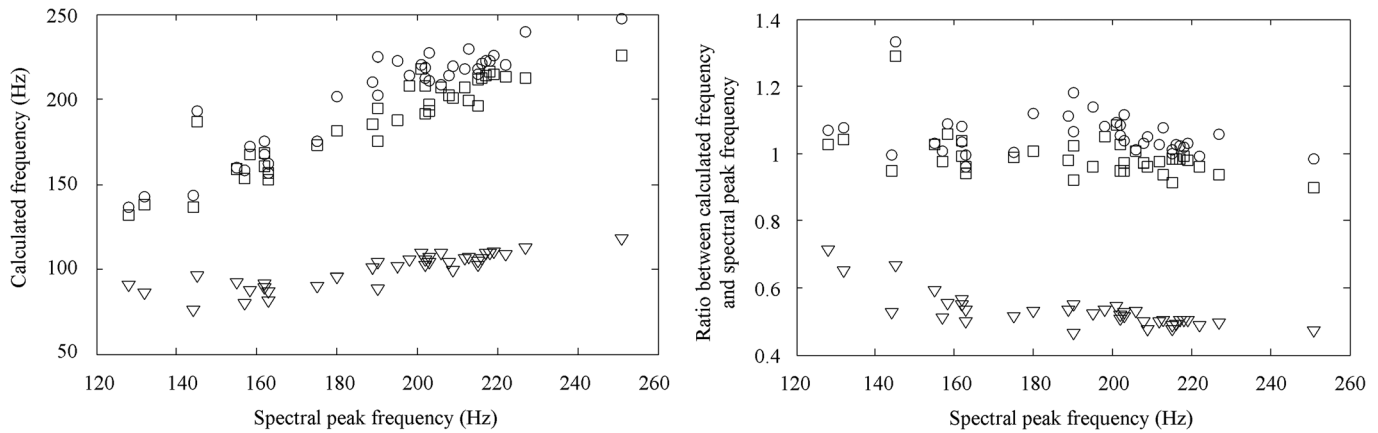 250
200
150
100
50
Calculated frequency (Hz)
120 140 160 180 200 220 240 260
Spectral peak frequency (Hz)
1.4
1.2
1
0.8
0.6
0.4
Ratio between calculated frequency
and spectral peak frequency
120 140 160 180 200 220 240 260
Spectral peak frequency (Hz)